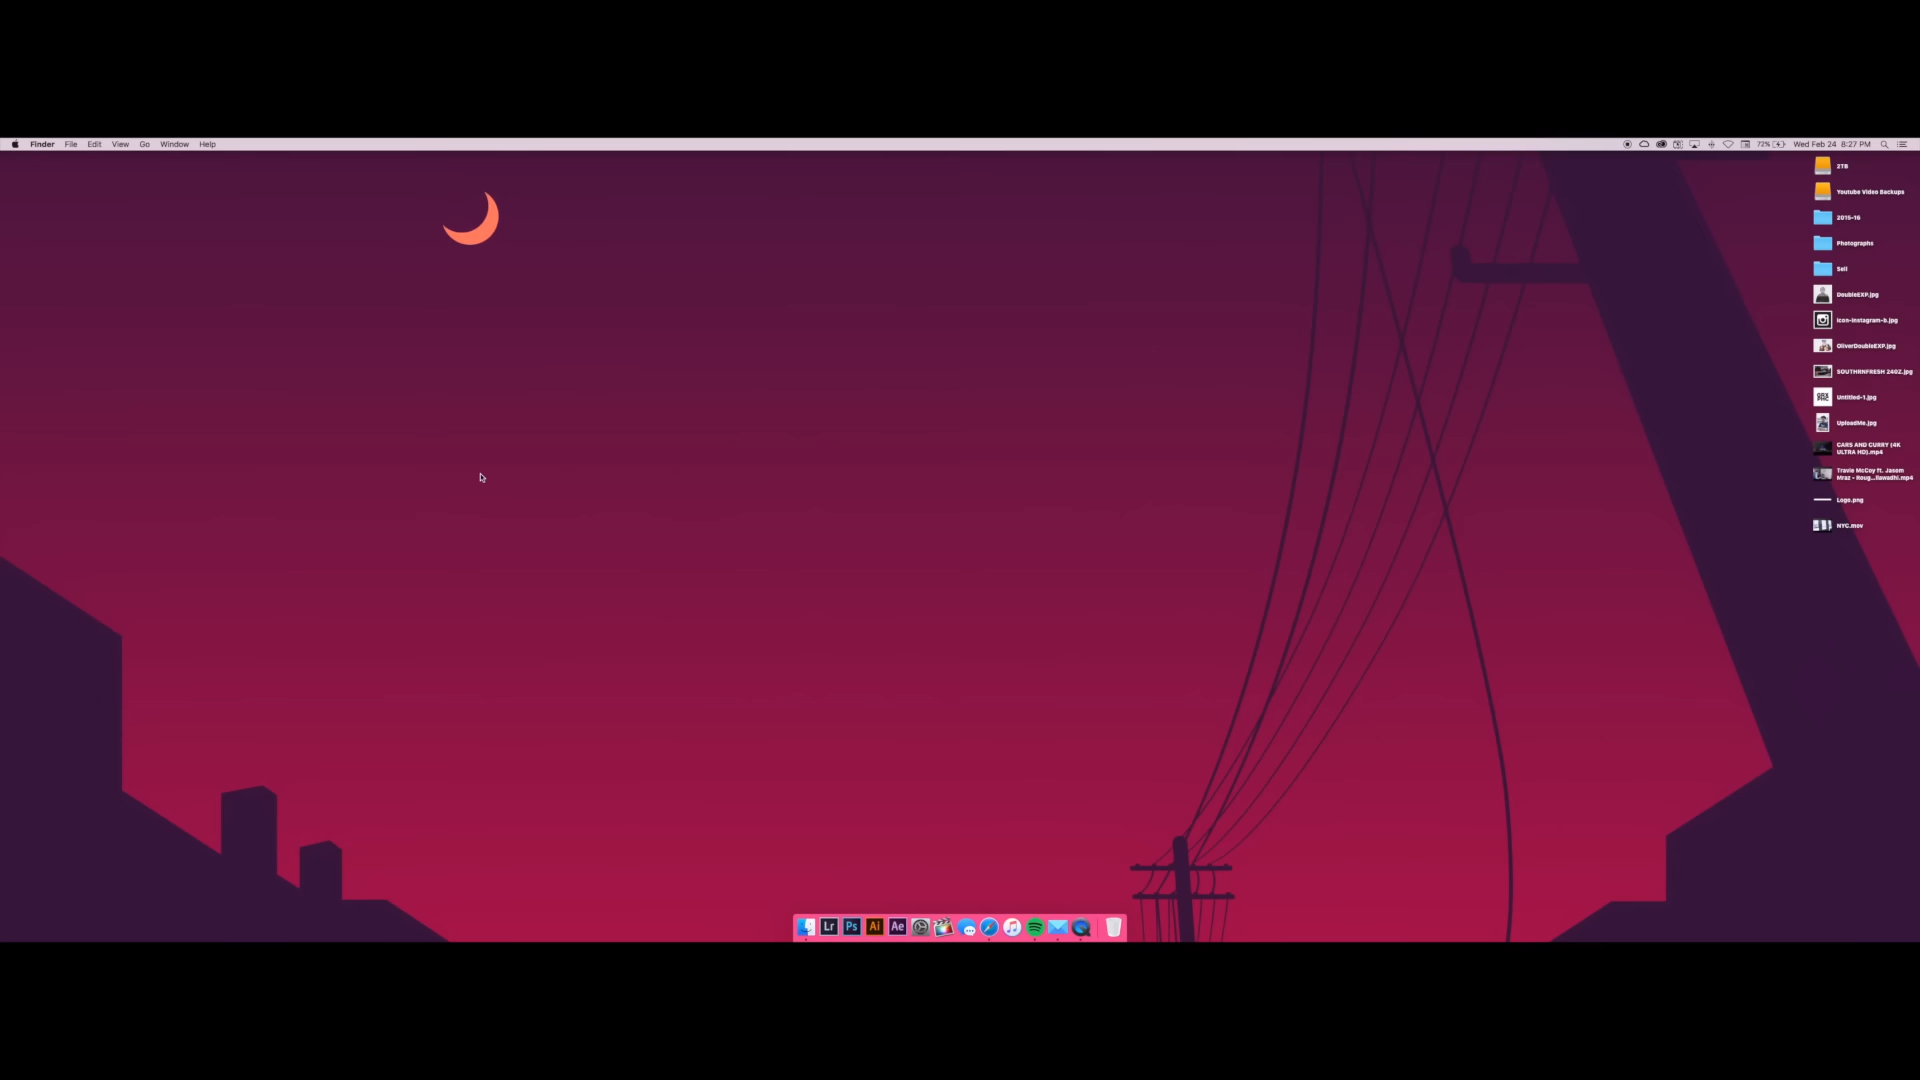 Finder File Edit View Go Window Help
72% Wed Feb 24 8:27 PM
2TB
Youtube Video Backups
2015-16
Photographs
Sell
DoubleEXP.jpg
icon-instagram-b.jpg
OliverDoubleEXP.jpg
SOUTHRNFRESH 240Z.jpg
Untitled-1.jpg
UploadMe.jpg
CARS AND CURRY (4K
ULTRA HD).mp4
Travie McCoy ft. Jason
Mraz - Roug...liawadhi.mp4
Logo.png
NYC.mov
Lr Ps Ai Ae